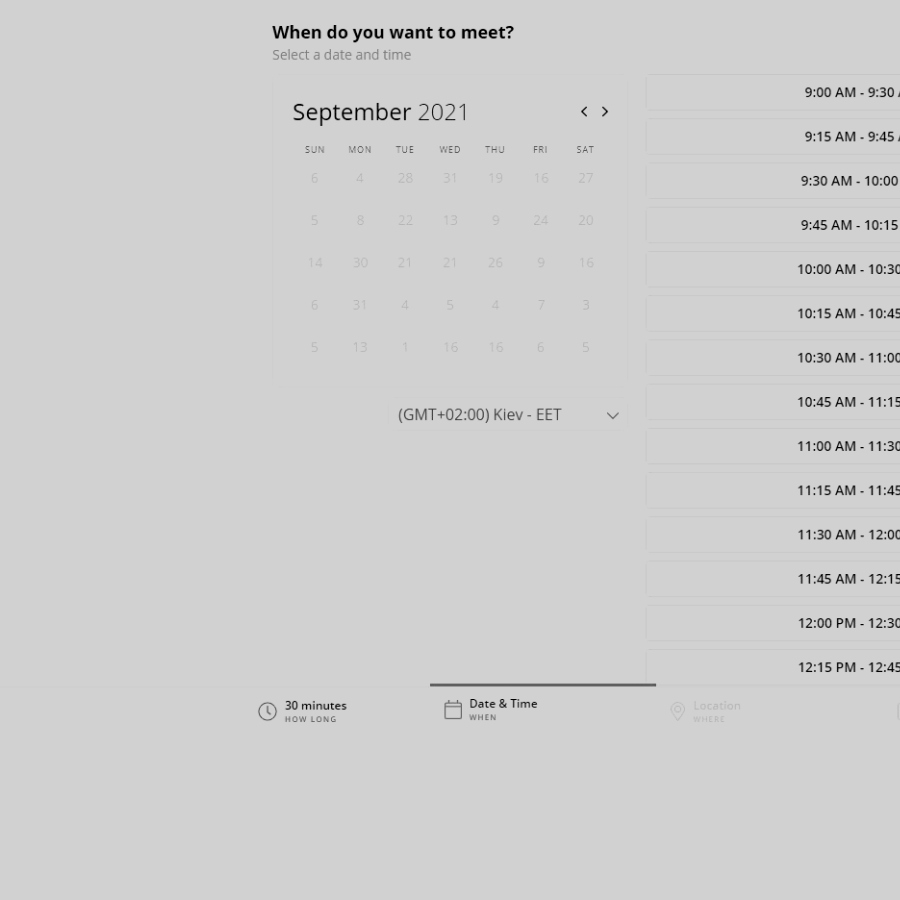 When do you want to meet?
Select a date and time
September 2021
SUN MON TUE WED THU FRI SAT
6 4 28 31 19 16 27
5 8 22 13 9 24 20
14 30 21 21 26 9 16
6 31 4 5 4 7 3
5 13 1 16 16 6 5
(GMT+02:00) Kiev - EET
9:00 AM - 9:30
9:15 AM - 9:45
9:30 AM - 10:00
9:45 AM - 10:15
10:00 AM - 10:30
10:15 AM - 10:45
10:30 AM - 11:00
10:45 AM - 11:15
11:00 AM - 11:30
11:15 AM - 11:45
11:30 AM - 12:00
11:45 AM - 12:15
12:00 PM - 12:30
12:15 PM - 12:45
30 minutes
HOW LONG
Date & Time
WHEN
Location
WHERE